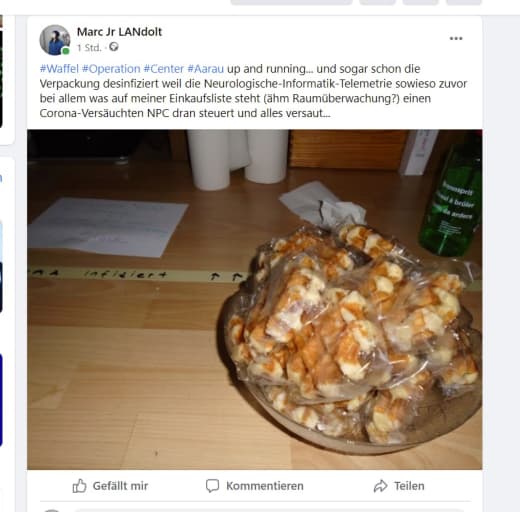 Marc Jr LANdolt
1 Std. ·
#Waffel #Operation #Center #Aarau up and running... und sogar schon die
Verpackung desinfiziert weil die Neurologische-Informatik-Telemetrie sowieso zuvor
bei allem was auf meiner Einkaufsliste steht (ähm Raumüberwachung?) einen
Corona-Versäuchten NPC dran steuert und alles versaut...
infisiert ↑ ↑
à brûler
Gefällt mir
Kommentieren
Teilen